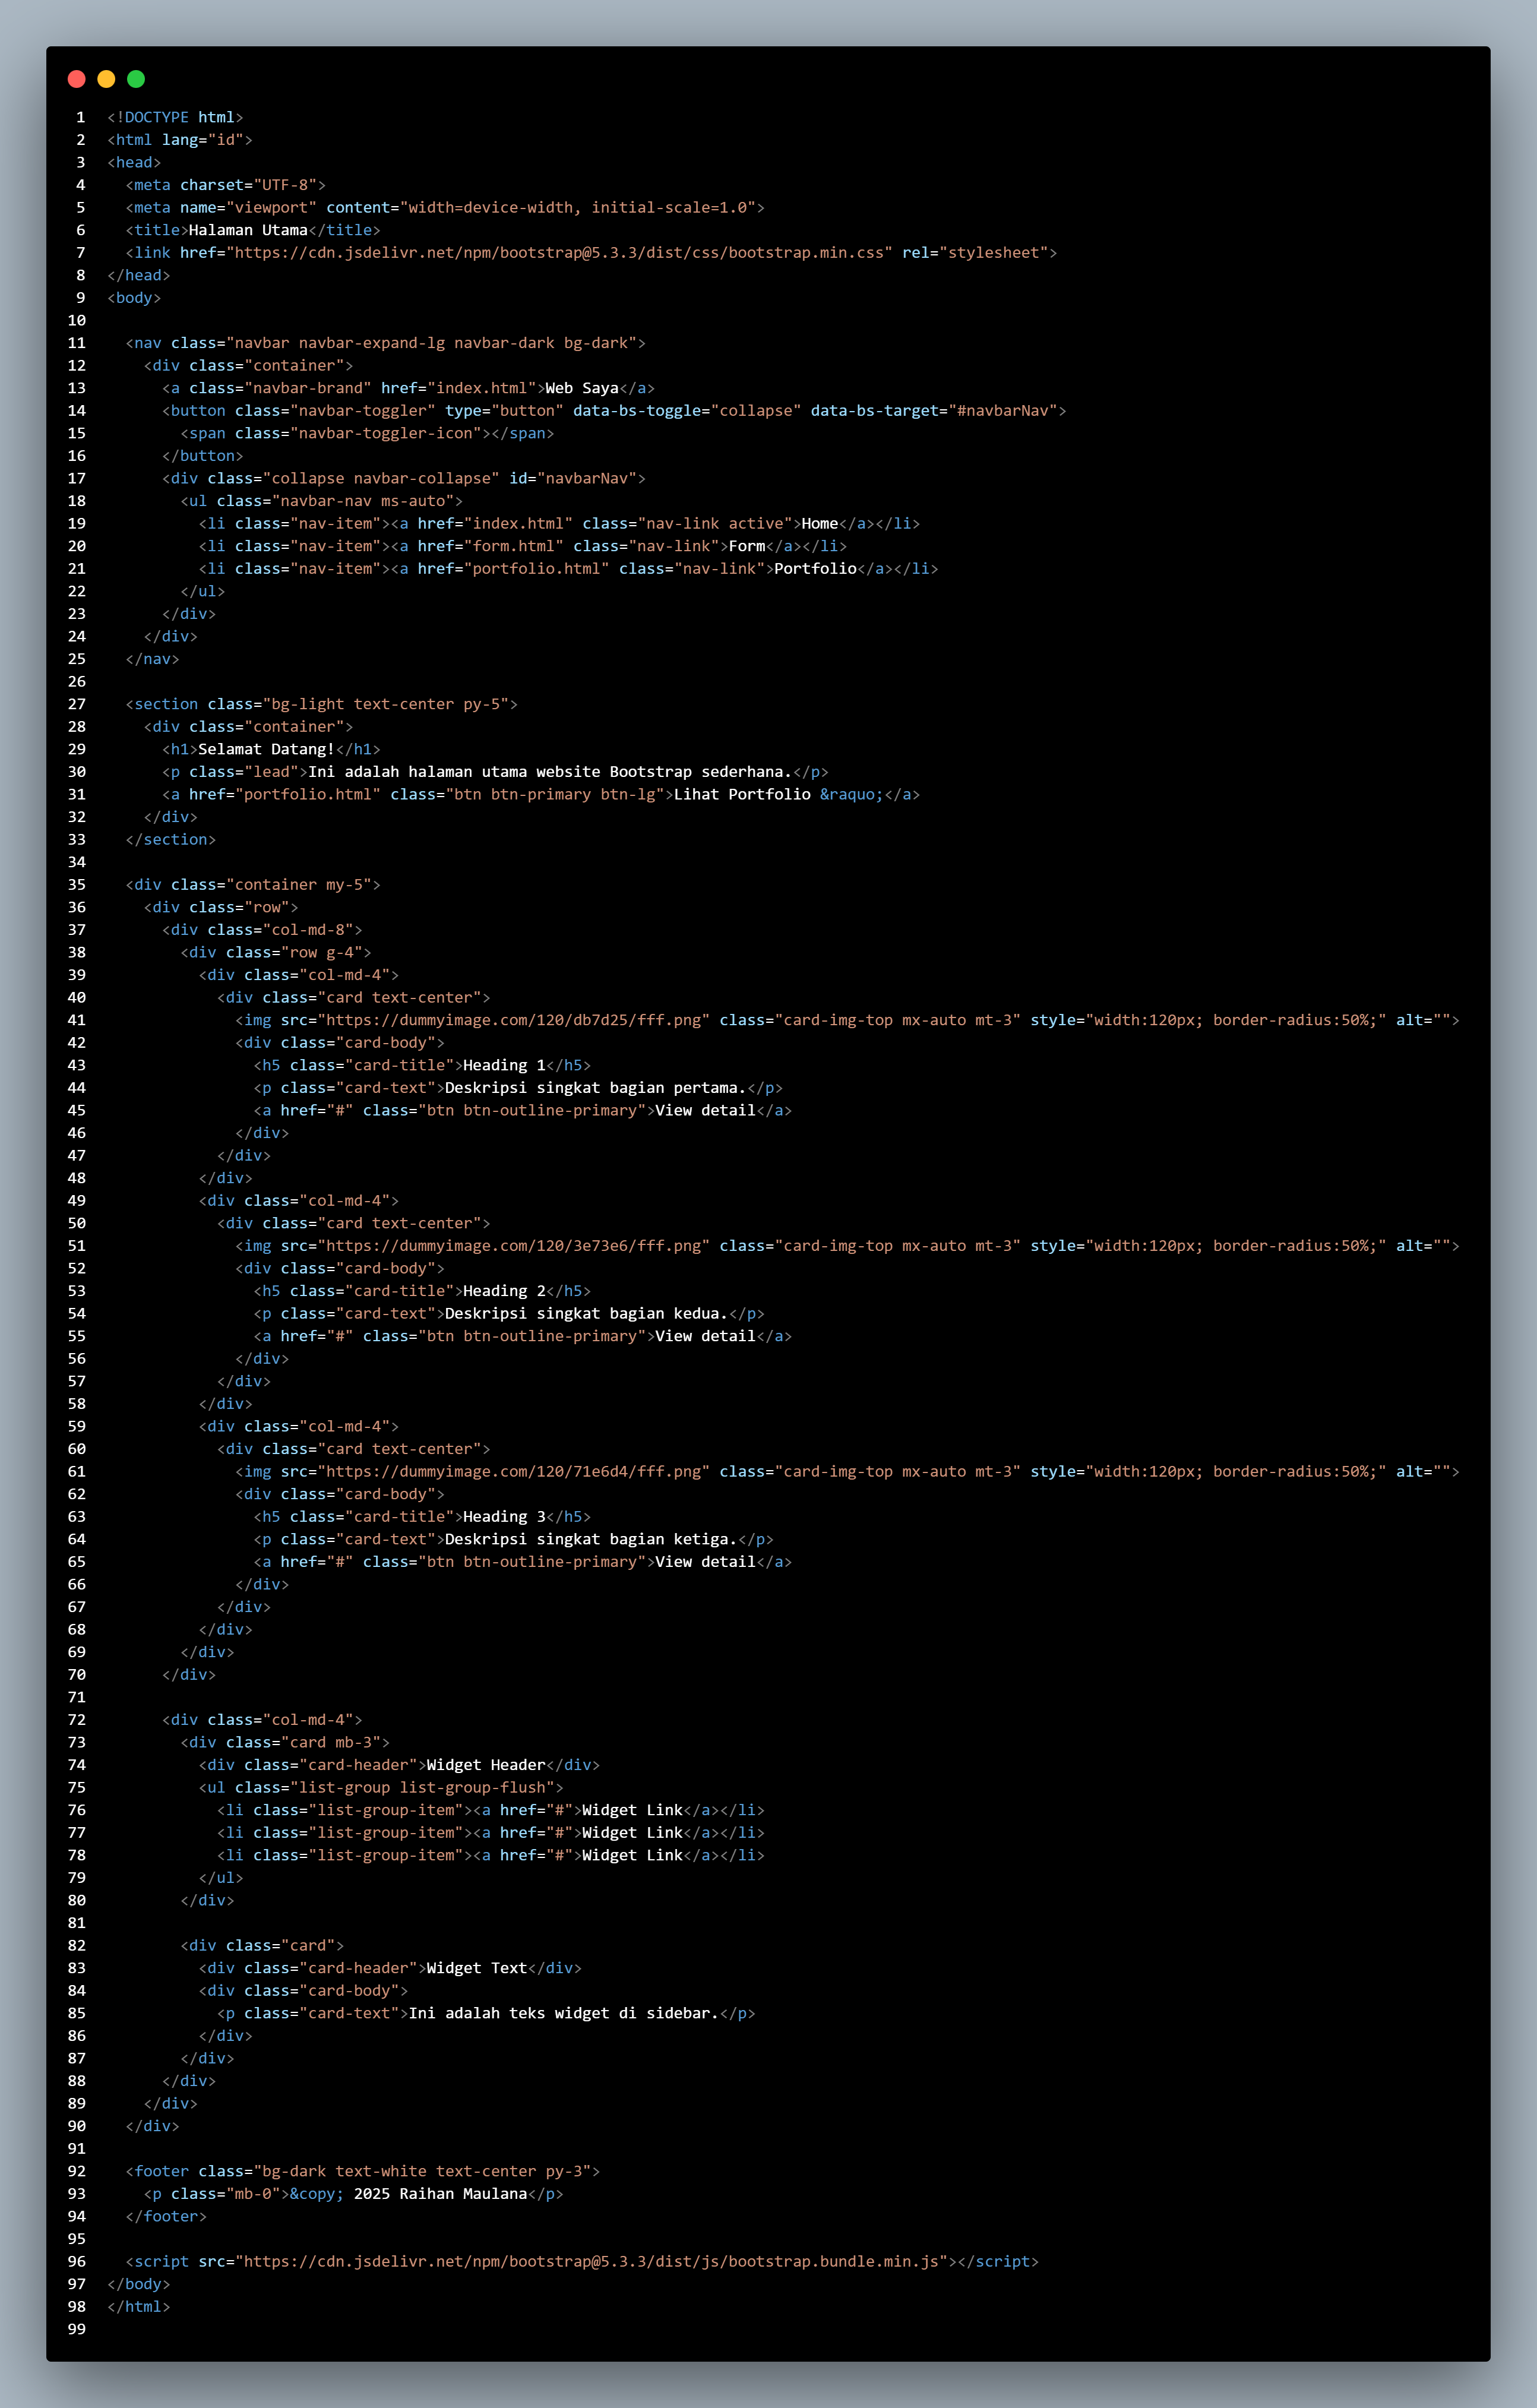 1 <!DOCTYPE html>
2 <html lang="id">
3 <head>
4   <meta charset="UTF-8">
5   <meta name="viewport" content="width=device-width, initial-scale=1.0">
6   <title>Halaman Utama</title>
7   <link href="https://cdn.jsdelivr.net/npm/bootstrap@5.3.3/dist/css/bootstrap.min.css" rel="stylesheet">
8 </head>
9 <body>
10
11   <nav class="navbar navbar-expand-lg navbar-dark bg-dark">
12     <div class="container">
13       <a class="navbar-brand" href="index.html">Web Saya</a>
14       <button class="navbar-toggler" type="button" data-bs-toggle="collapse" data-bs-target="#navbarNav">
15         <span class="navbar-toggler-icon"></span>
16       </button>
17       <div class="collapse navbar-collapse" id="navbarNav">
18         <ul class="navbar-nav ms-auto">
19           <li class="nav-item"><a href="index.html" class="nav-link active">Home</a></li>
20           <li class="nav-item"><a href="form.html" class="nav-link">Form</a></li>
21           <li class="nav-item"><a href="portfolio.html" class="nav-link">Portfolio</a></li>
22         </ul>
23       </div>
24     </div>
25   </nav>
26
27   <section class="bg-light text-center py-5">
28     <div class="container">
29       <h1>Selamat Datang!</h1>
30       <p class="lead">Ini adalah halaman utama website Bootstrap sederhana.</p>
31       <a href="portfolio.html" class="btn btn-primary btn-lg">Lihat Portfolio &raquo;</a>
32     </div>
33   </section>
34
35   <div class="container my-5">
36     <div class="row">
37       <div class="col-md-8">
38         <div class="row g-4">
39           <div class="col-md-4">
40             <div class="card text-center">
41               <img src="https://dummyimage.com/120/db7d25/fff.png" class="card-img-top mx-auto mt-3" style="width:120px; border-radius:50%;" alt="">
42               <div class="card-body">
43                 <h5 class="card-title">Heading 1</h5>
44                 <p class="card-text">Deskripsi singkat bagian pertama.</p>
45                 <a href="#" class="btn btn-outline-primary">View detail</a>
46               </div>
47             </div>
48           </div>
49           <div class="col-md-4">
50             <div class="card text-center">
51               <img src="https://dummyimage.com/120/3e73e6/fff.png" class="card-img-top mx-auto mt-3" style="width:120px; border-radius:50%;" alt="">
52               <div class="card-body">
53                 <h5 class="card-title">Heading 2</h5>
54                 <p class="card-text">Deskripsi singkat bagian kedua.</p>
55                 <a href="#" class="btn btn-outline-primary">View detail</a>
56               </div>
57             </div>
58           </div>
59           <div class="col-md-4">
60             <div class="card text-center">
61               <img src="https://dummyimage.com/120/71e6d4/fff.png" class="card-img-top mx-auto mt-3" style="width:120px; border-radius:50%;" alt="">
62               <div class="card-body">
63                 <h5 class="card-title">Heading 3</h5>
64                 <p class="card-text">Deskripsi singkat bagian ketiga.</p>
65                 <a href="#" class="btn btn-outline-primary">View detail</a>
66               </div>
67             </div>
68           </div>
69         </div>
70       </div>
71
72       <div class="col-md-4">
73         <div class="card mb-3">
74           <div class="card-header">Widget Header</div>
75           <ul class="list-group list-group-flush">
76             <li class="list-group-item"><a href="#">Widget Link</a></li>
77             <li class="list-group-item"><a href="#">Widget Link</a></li>
78             <li class="list-group-item"><a href="#">Widget Link</a></li>
79           </ul>
80         </div>
81
82         <div class="card">
83           <div class="card-header">Widget Text</div>
84           <div class="card-body">
85             <p class="card-text">Ini adalah teks widget di sidebar.</p>
86           </div>
87         </div>
88       </div>
89     </div>
90   </div>
91
92   <footer class="bg-dark text-white text-center py-3">
93     <p class="mb-0">&copy; 2025 Raihan Maulana</p>
94   </footer>
95
96   <script src="https://cdn.jsdelivr.net/npm/bootstrap@5.3.3/dist/js/bootstrap.bundle.min.js"></script>
97 </body>
98 </html>
99